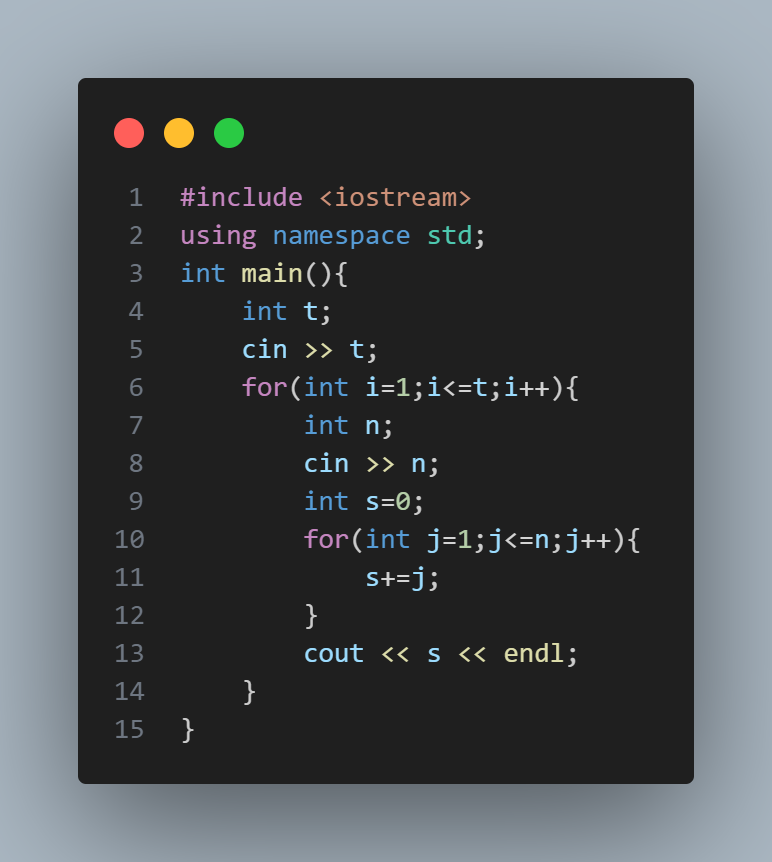 1 #include <iostream>
2 using namespace std;
3 int main(){
4     int t;
5     cin >> t;
6     for(int i=1;i<=t;i++){
7         int n;
8         cin >> n;
9         int s=0;
10         for(int j=1;j<=n;j++){
11             s+=j;
12         }
13         cout << s << endl;
14     }
15 }